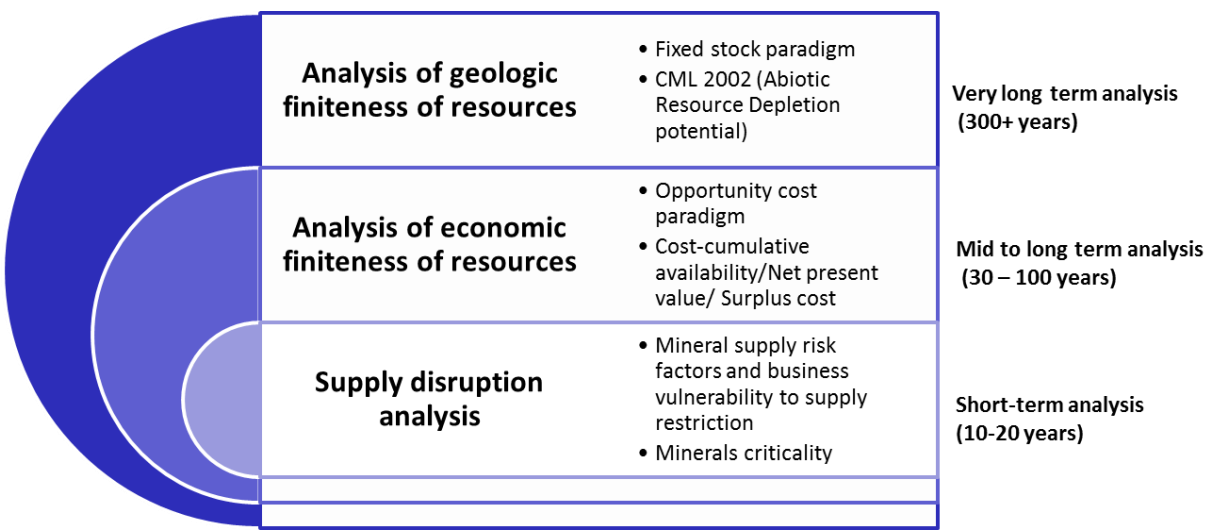 Analysis of geologic
finiteness of resources
• Fixed stock paradigm
• CML 2002 (Abiotic
Resource Depletion
potential)
Very long term analysis
(300+ years)
Analysis of economic
finiteness of resources
• Opportunity cost
paradigm
• Cost-cumulative
availability/Net present
value/ Surplus cost
Mid to long term analysis
(30 – 100 years)
Supply disruption
analysis
• Mineral supply risk
factors and business
vulnerability to supply
restriction
• Minerals criticality
Short-term analysis
(10-20 years)